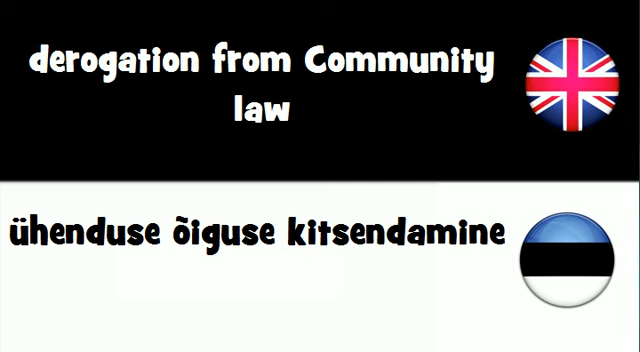 derogation from Community
law
ühenduse õiguse kitsendamine